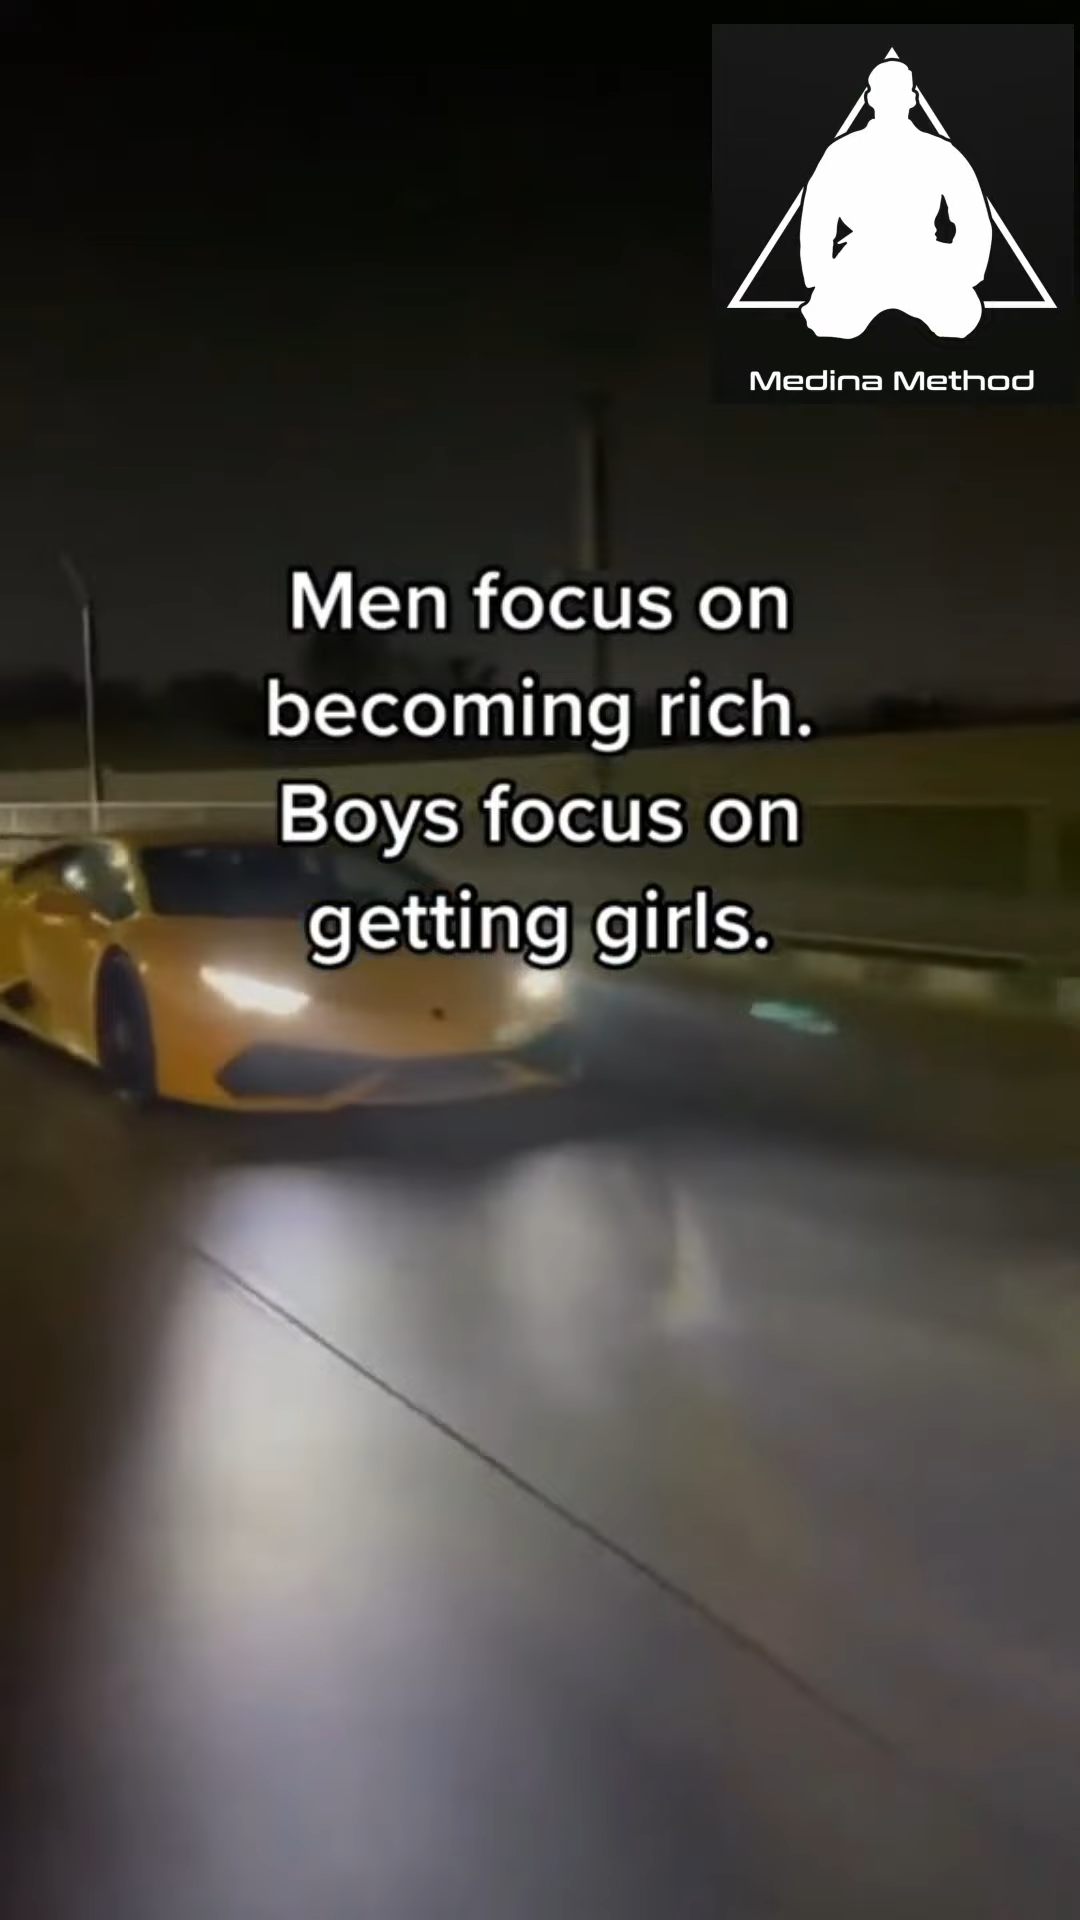 Medina Method
Men focus on
becoming rich.
Boys focus on
getting girls.